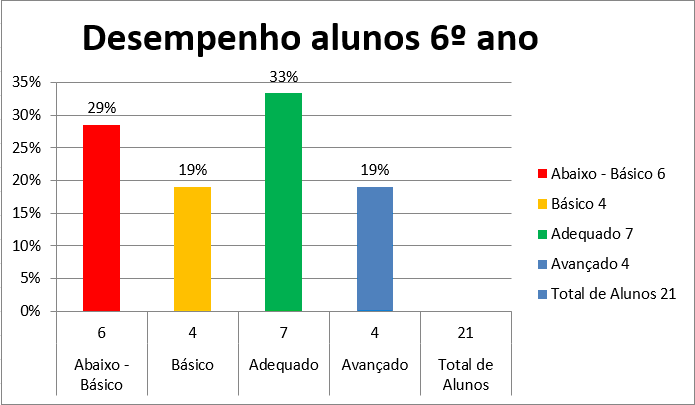 Desempenho alunos 6º ano
35%
30%
25%
20%
15%
10%
5%
0%
29%
19%
33%
19%
6
4
7
4
21
Abaixo -
Básico
Básico
Adequado
Avançado
Total de
Alunos
Abaixo - Básico 6
Básico 4
Adequado 7
Avançado 4
Total de Alunos 21